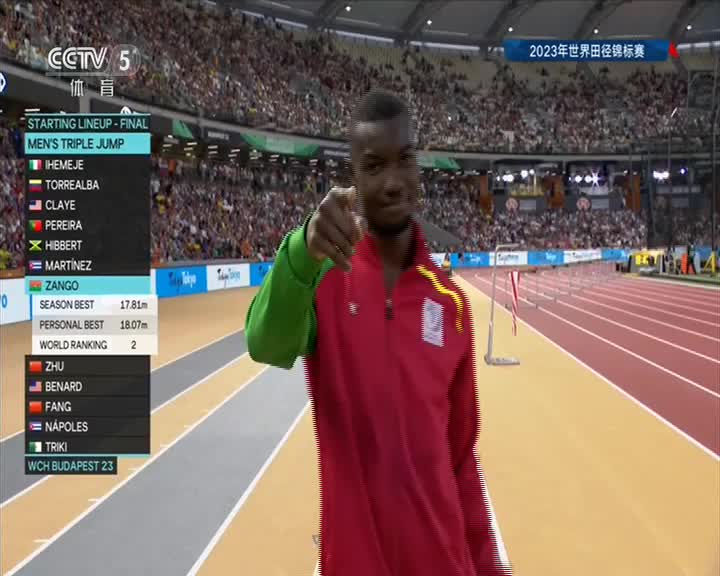 CCTV 5
体育
2023年世界田径锦标赛
STARTING LINEUP - FINAL
MEN'S TRIPLE JUMP
IHEMEJE
TORREALBA
CLAYE
PEREIRA
HIBBERT
MARTÍNEZ
ZANGO
SEASON BEST 17.81m
PERSONAL BEST 18.07m
WORLD RANKING 2
ZHU
BENARD
FANG
NÁPOLES
TRIKI
WCH BUDAPEST 23
TokyoTokyo
TokyoTokyo